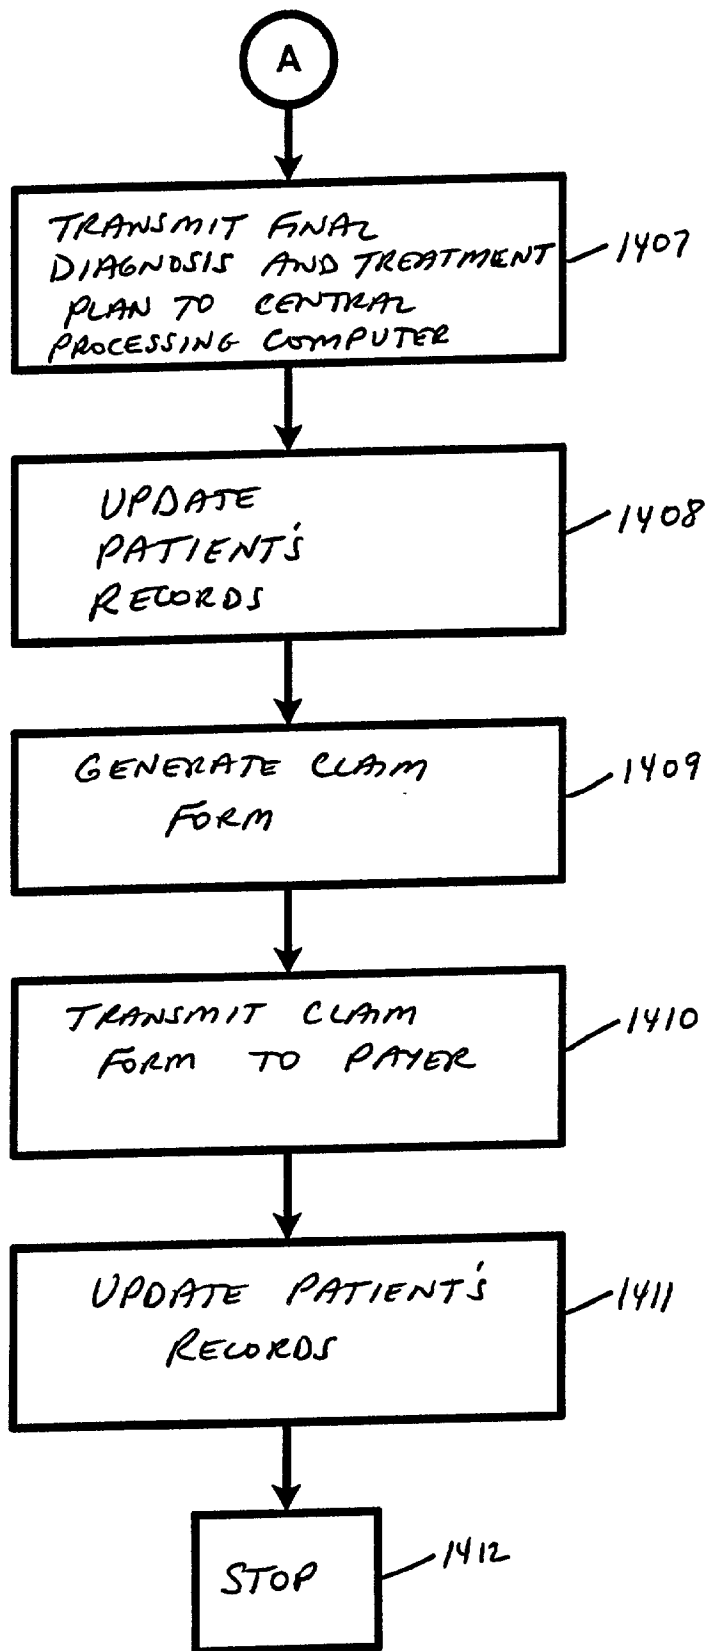 A
TRANSMIT FINAL
DIAGNOSIS AND TREATMENT
PLAN TO CENTRAL
PROCESSING COMPUTER
1407
UPDATE
PATIENT'S
RECORDS
1408
GENERATE CLAIM
FORM
1409
TRANSMIT CLAIM
FORM TO PAYER
1410
UPDATE PATIENT'S
RECORDS
1411
STOP
1412